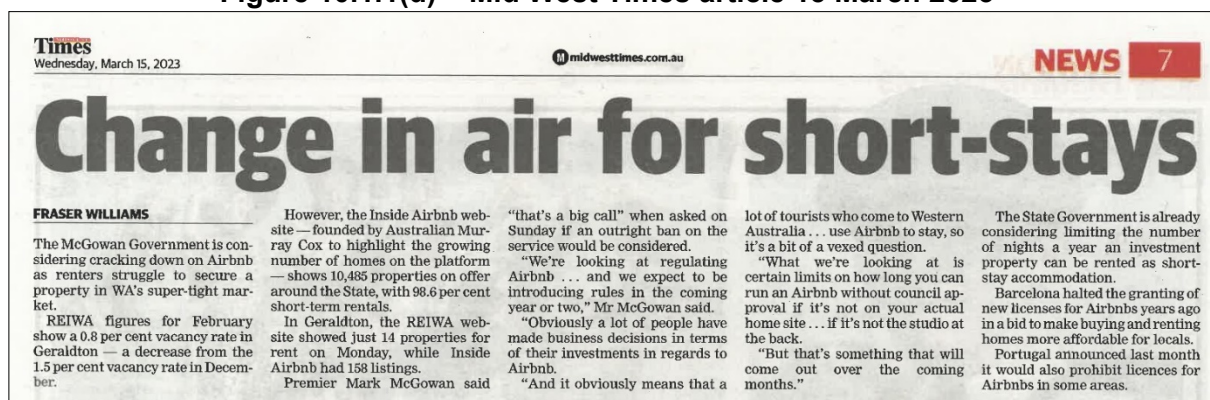 Figure – Mid West Times article March 2023
Times
Wednesday, March 15, 2023
midwesttimes.com.au
NEWS 7
Change in air for short-stays
FRASER WILLIAMS
The McGowan Government is con-
sidering cracking down on Airbnb
as renters struggle to secure a
property in WA's super-tight mar-
ket.
REIWA figures for February
show a 0.8 per cent vacancy rate in
Geraldton — a decrease from the
1.5 per cent vacancy rate in Decem-
ber.
However, the Inside Airbnb web-
site — founded by Australian Mur-
ray Cox to highlight the growing
number of homes on the platform
— shows 10,485 properties on offer
around the State, with 98.6 per cent
short-term rentals.
In Geraldton, the REIWA web-
site showed just 14 properties for
rent on Monday, while Inside
Airbnb had 158 listings.
Premier Mark McGowan said
"that's a big call" when asked on
Sunday if an outright ban on the
service would be considered.
"We're looking at regulating
Airbnb ... and we expect to be
introducing rules in the coming
year or two," Mr McGowan said.
"Obviously a lot of people have
made business decisions in terms
of their investments in regards to
Airbnb.
"And it obviously means that a
lot of tourists who come to Western
Australia ... use Airbnb to stay, so
it's a bit of a vexed question.
"What we're looking at is
certain limits on how long you can
run an Airbnb without council ap-
proval if it's not on your actual
home site ... if it's not the studio at
the back.
"But that's something that will
come out over the coming
months."
The State Government is already
considering limiting the number
of nights a year an investment
property can be rented as short-
stay accommodation.
Barcelona halted the granting of
new licenses for Airbnbs years ago
in a bid to make buying and renting
homes more affordable for locals.
Portugal announced last month
it would also prohibit licences for
Airbnbs in some areas.